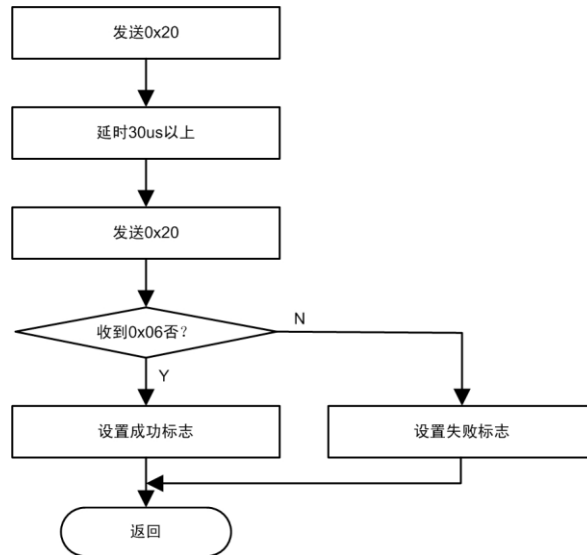 发送0x20
延时30us以上
发送0x20
收到0x06否?
N
Y
设置成功标志
设置失败标志
返回